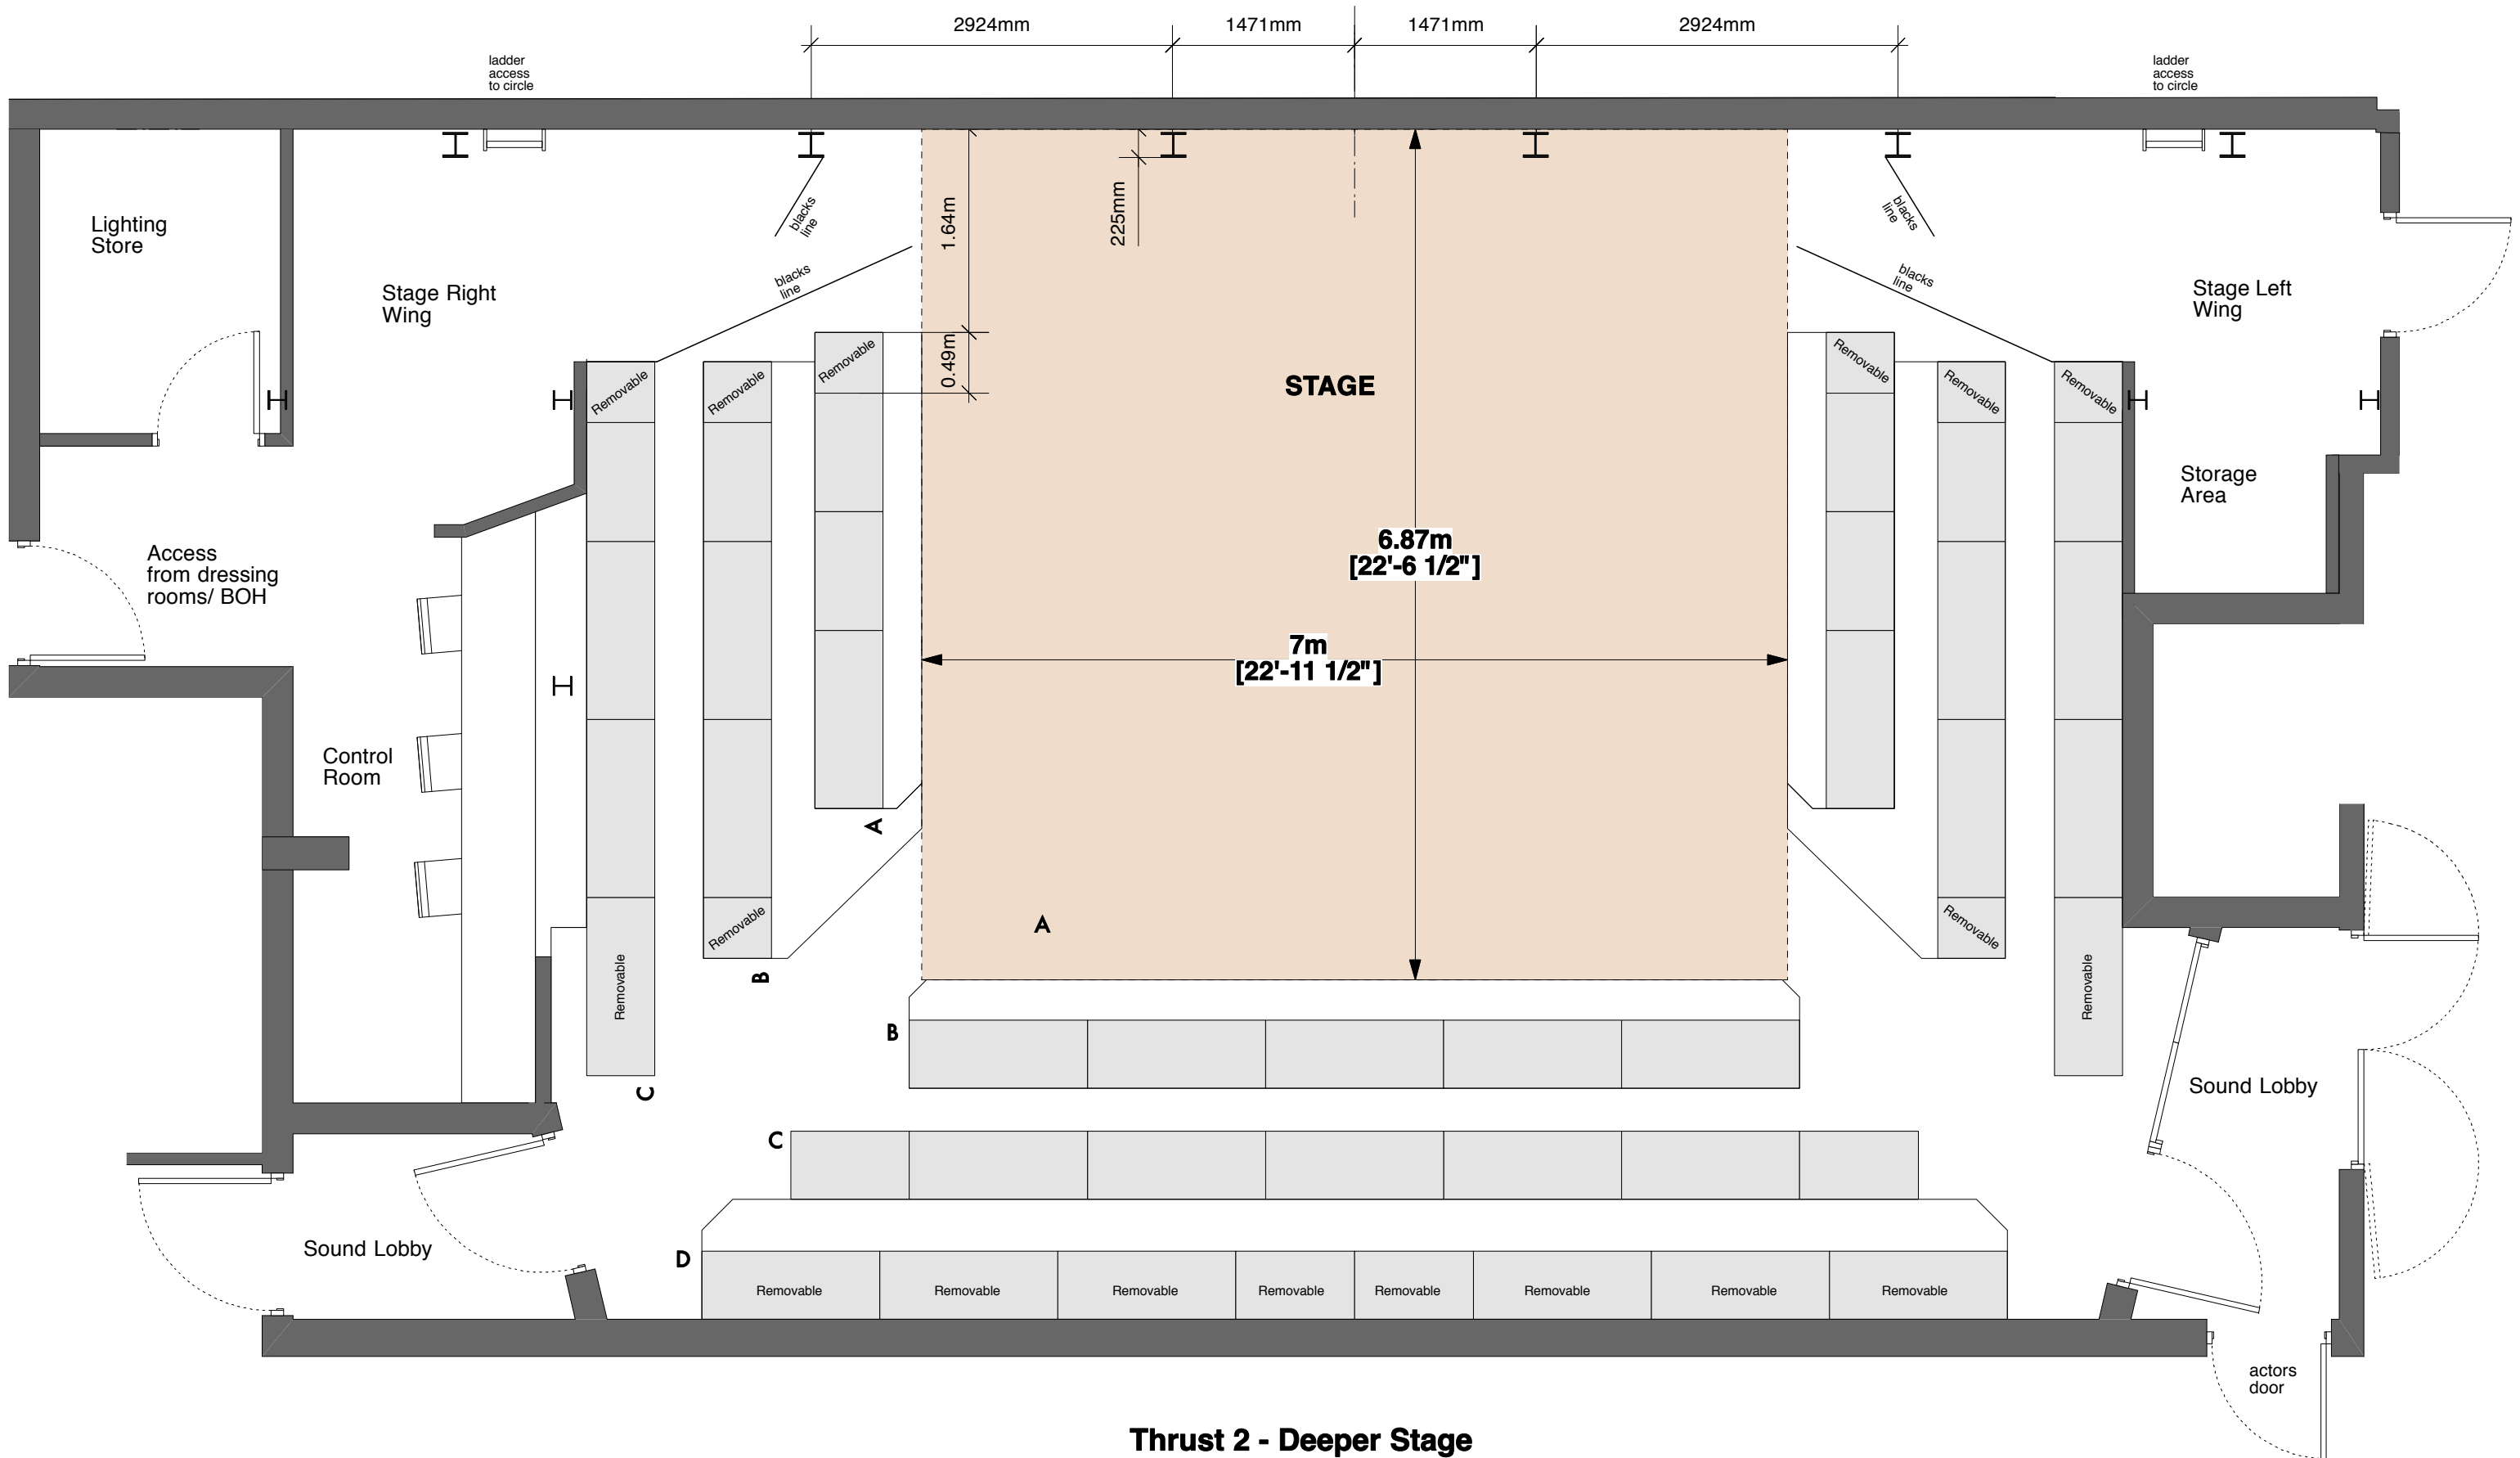 2924mm
1471mm
1471mm
2924mm
ladder
access
to circle
ladder
access
to circle
Lighting
Store
Stage Right
Wing
blacks
line
blacks
line
1.64m
225mm
blacks
line
blacks
line
Stage Left
Wing
Removable
Removable
Removable
0.49m
STAGE
Removable
Removable
Removable
Storage
Area
Access
from dressing
rooms/ BOH
6.87m
[22'-6 1/2"]
7m
[22'-11 1/2"]
Control
Room
A
A
Removable
Removable
B
Removable
Removable
B
C
Sound Lobby
C
Sound Lobby
D
Removable
Removable
Removable
Removable
Removable
Removable
Removable
Removable
actors
door
Thrust 2 - Deeper Stage